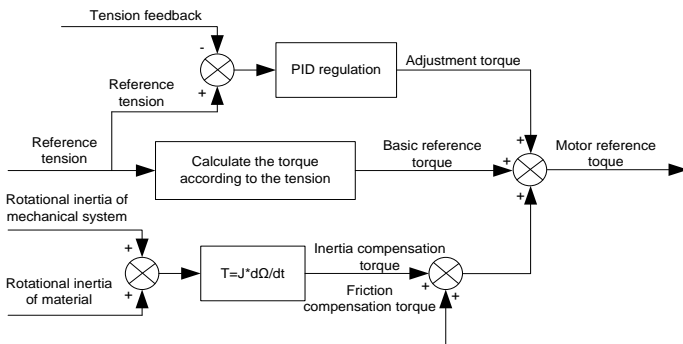 Tension feedback
-
PID regulation
Adjustment torque
+
Reference
tension
+
Reference
tension
Calculate the torque
according to the tension
Basic reference
torque
+
+
Motor reference
toque
Rotational inertia of
mechanical system
+
Rotational inertia
of material
+
T=J*dΩ/dt
Inertia compensation
torque
+
Friction
compensation torque
+